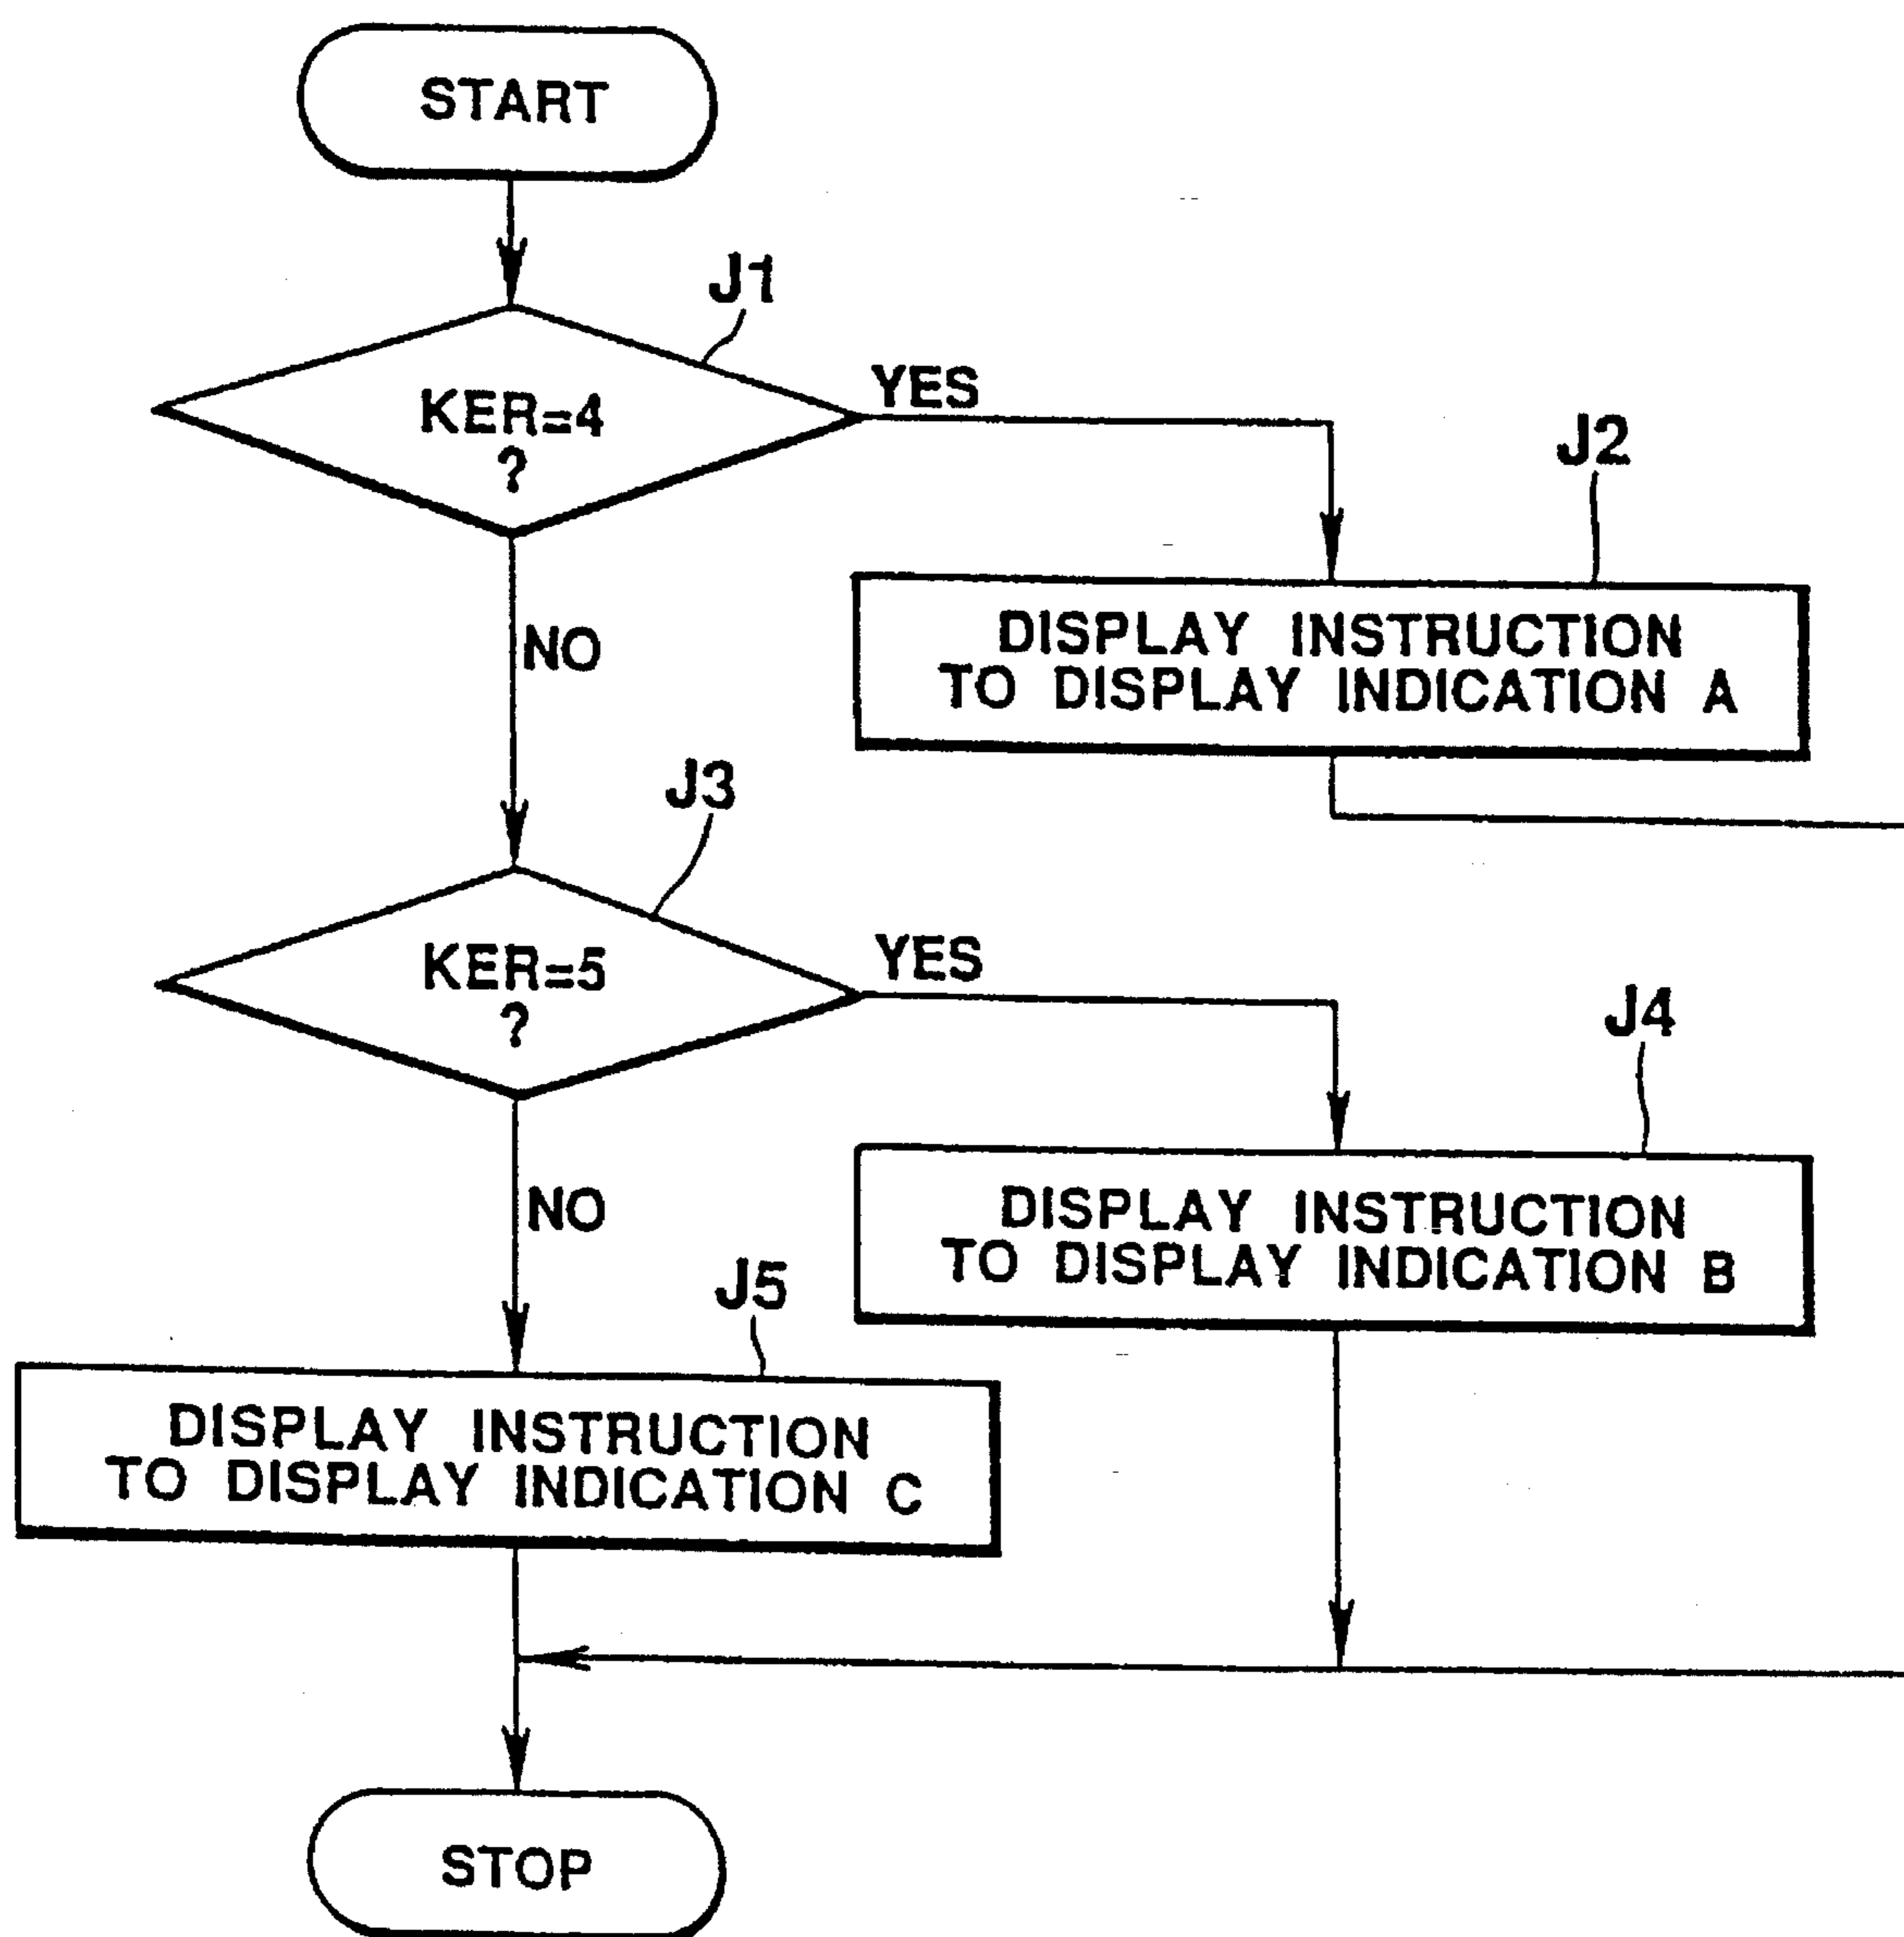 START
J1
KER=4
?
YES
J2
NO
DISPLAY INSTRUCTION
TO DISPLAY INDICATION A
J3
KER=5
?
YES
J4
NO
DISPLAY INSTRUCTION
TO DISPLAY INDICATION B
J5
DISPLAY INSTRUCTION
TO DISPLAY INDICATION C
STOP